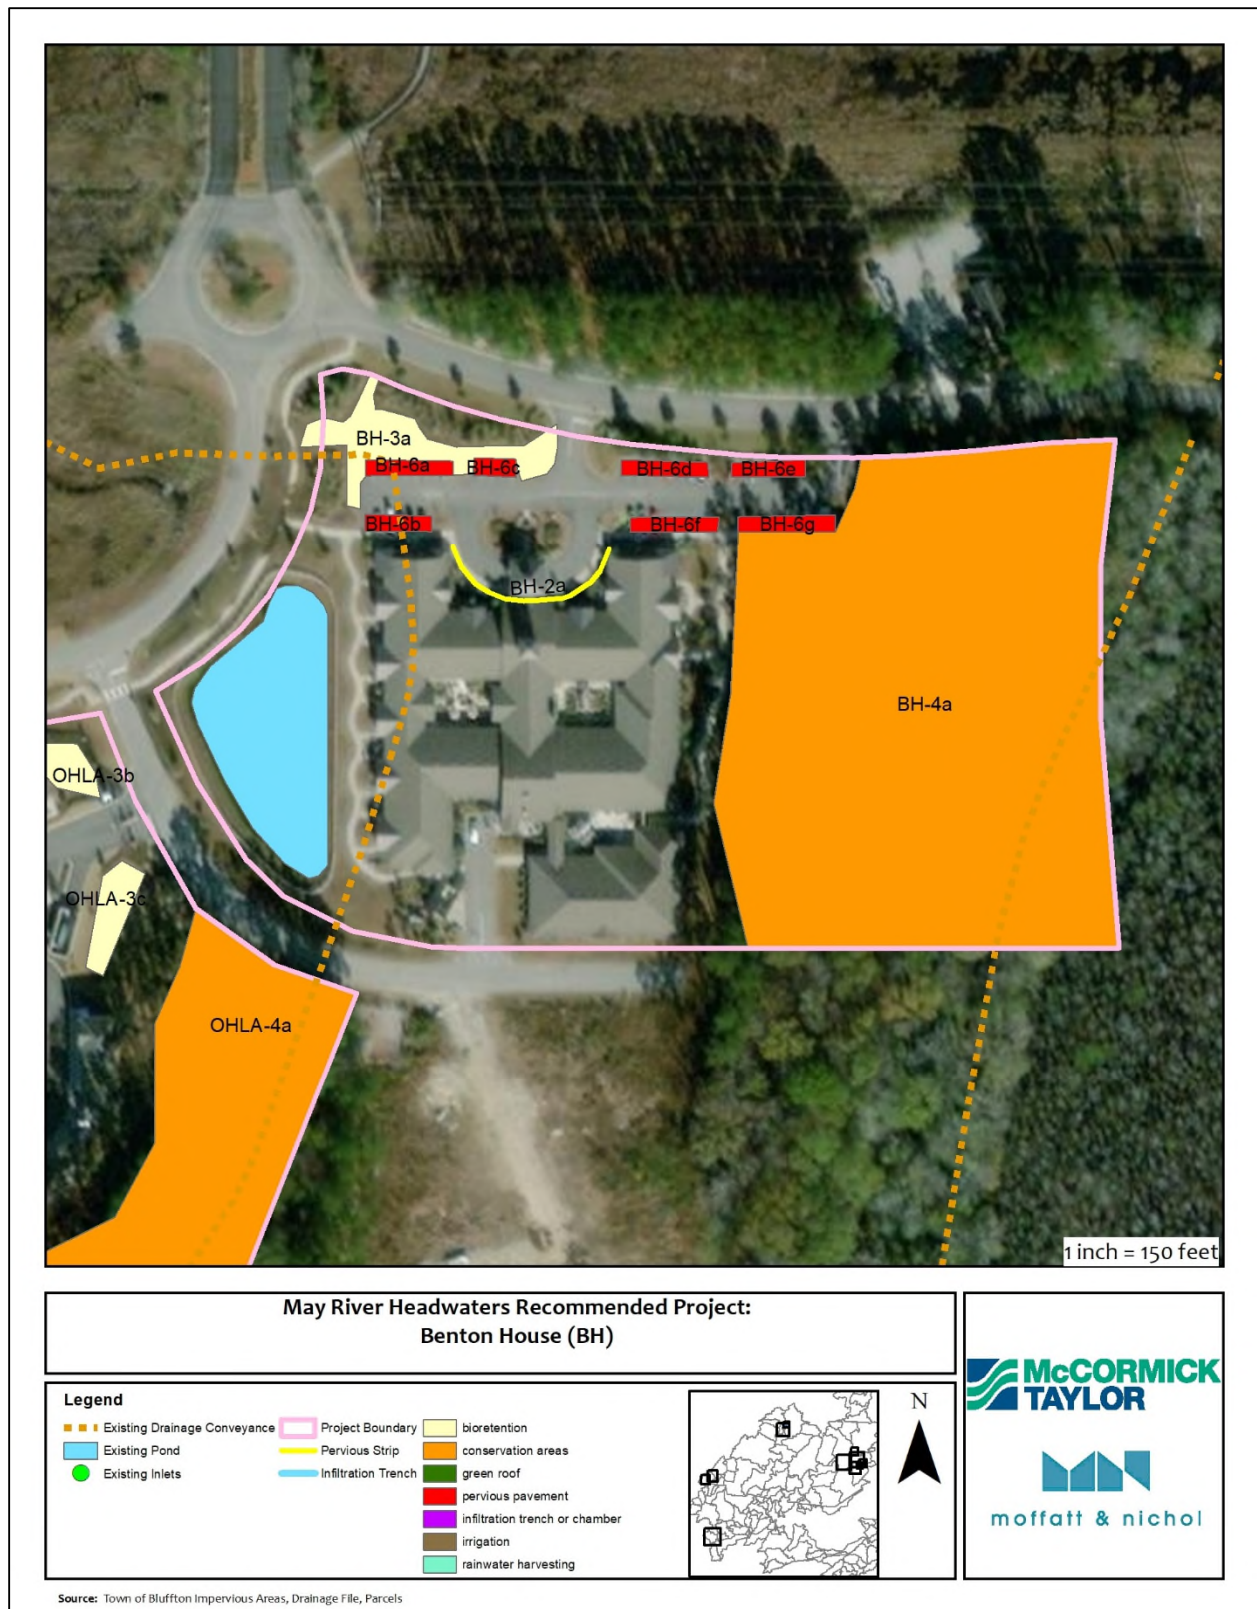 BH-3a
BH-6a
BH-6c
BH-6d
BH-6e
BH-6b
BH-6f
BH-6g
BH-2a
BH-4a
OHLA-3b
OHLA-3c
OHLA-4a
1 inch = 150 feet
May River Headwaters Recommended Project:
Benton House (BH)
Legend
Existing Drainage Conveyance
Existing Pond
Existing Inlets
Project Boundary
Pervious Strip
Infiltration Trench
bioretention
conservation areas
green roof
pervious pavement
infiltration trench or chamber
irrigation
rainwater harvesting
N
McCORMICK
TAYLOR
moffatt & nichol
Source: Town of Bluffton Impervious Areas, Drainage File, Parcels